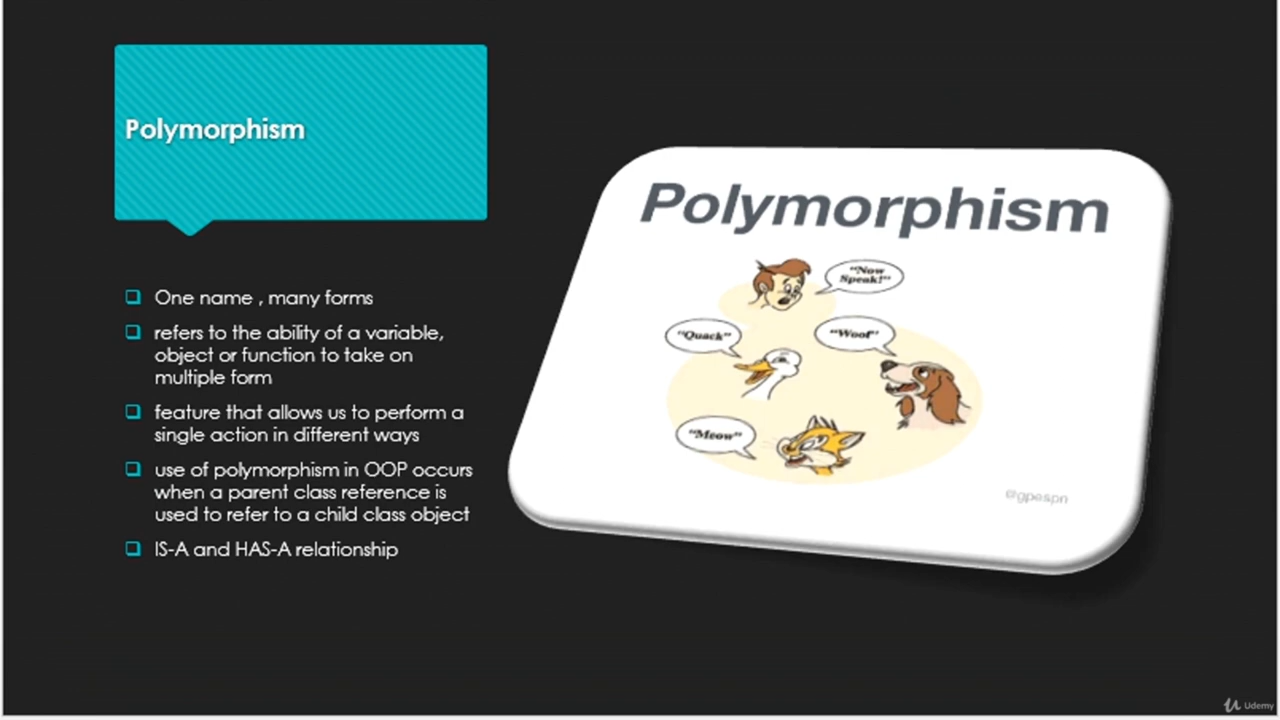 Polymorphism
One name , many forms
refers to the ability of a variable,
object or function to take on
multiple form
feature that allows us to perform a
single action in different ways
use of polymorphism in OOP occurs
when a parent class reference is
used to refer to a child class object
IS-A and HAS-A relationship
Polymorphism
"Now
Speak!"
"Quack"
"Woof"
"Meow"
@gpespn
Udemy